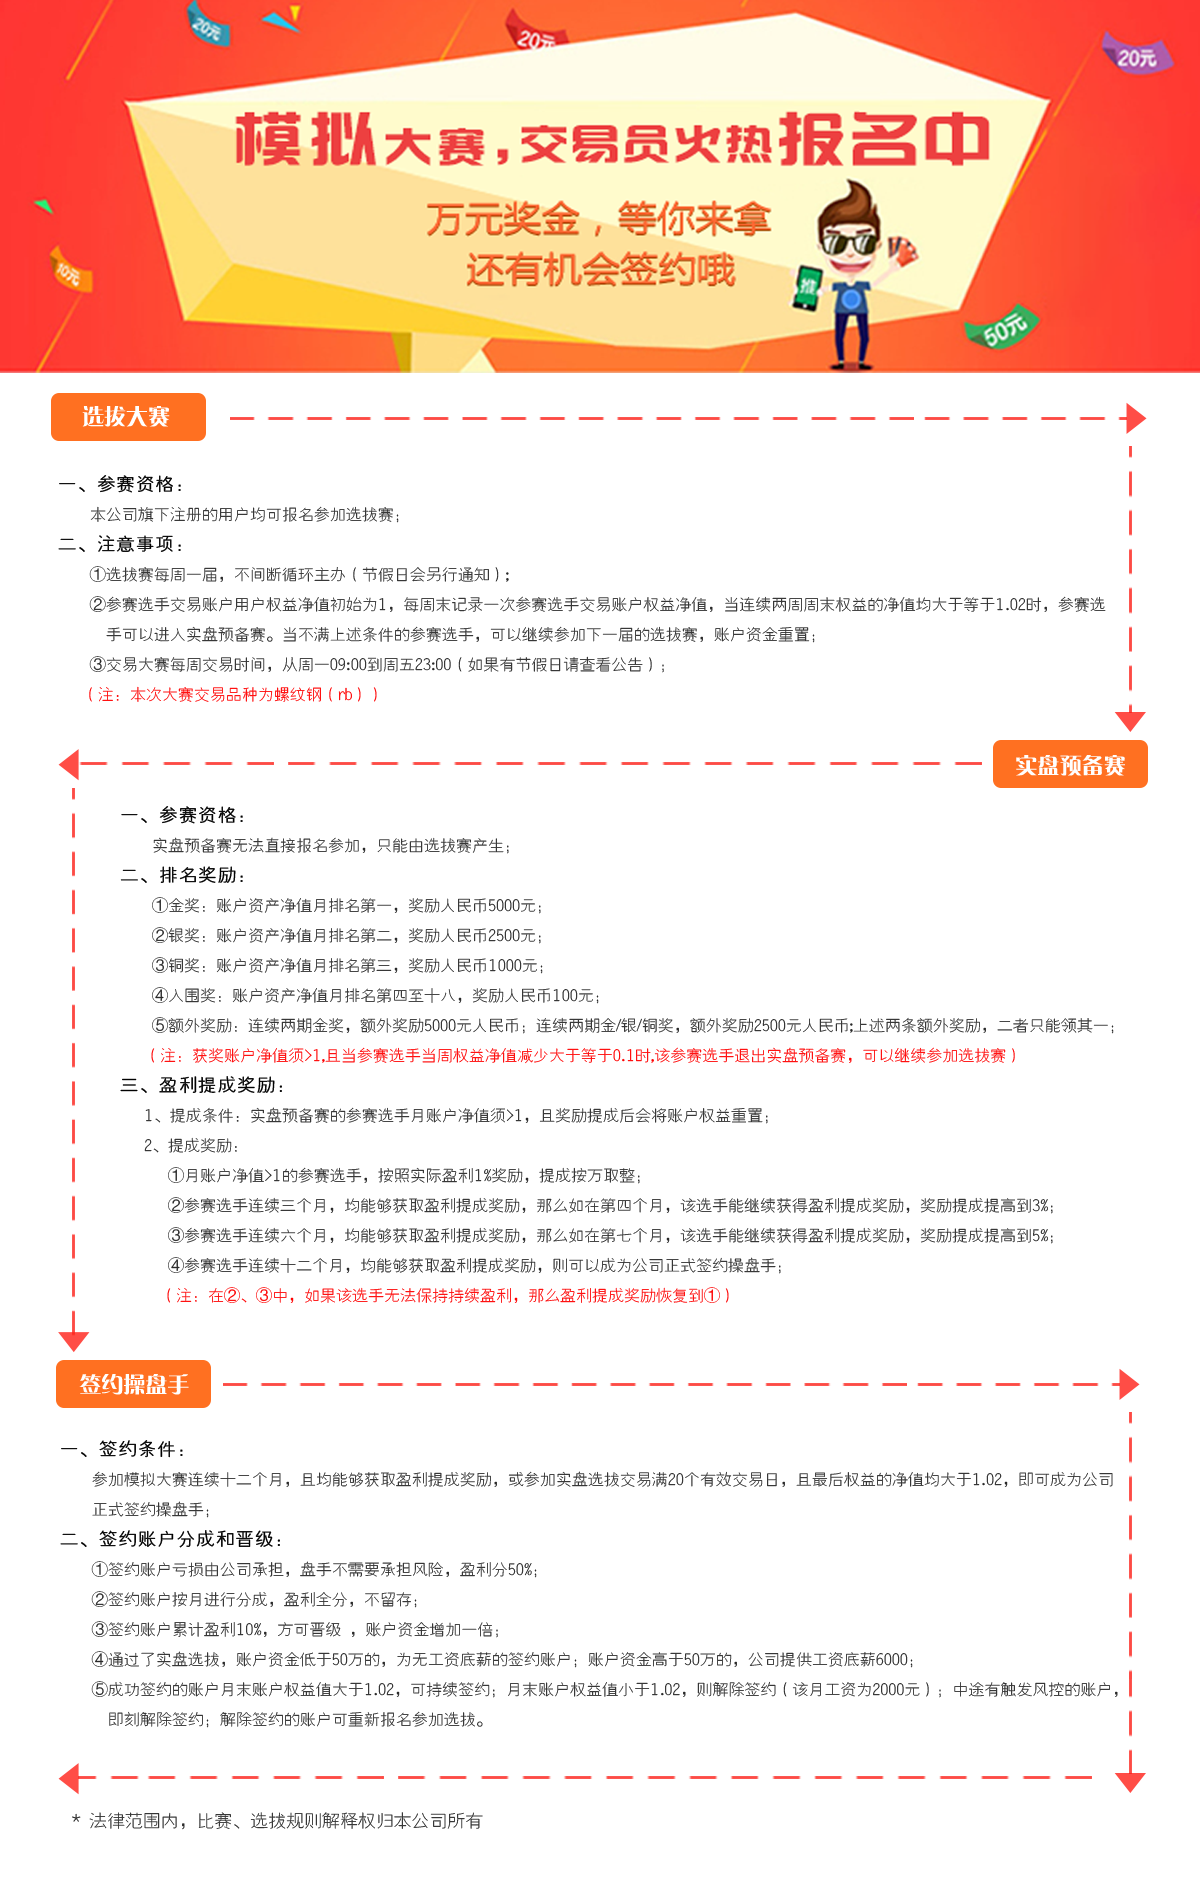 20元
20元
20元
模拟大赛，交易员火热报名中
万元奖金，等你来拿
还有机会签约哦
10元
推
50元
选拔大赛
一、参赛资格：
本公司旗下注册的用户均可报名参加选拔赛；
二、注意事项：
①选拔赛每周一届，不间断循环主办（节假日会另行通知）；
②参赛选手交易账户用户权益净值初始为1，每周末记录一次参赛选手交易账户权益净值，当连续两周周末权益的净值均大于等于1.02时，参赛选
手可以进入实盘预备赛。当不满上述条件的参赛选手，可以继续参加下一届的选拔赛，账户资金重置；
③交易大赛每周交易时间，从周一09:00到周五23:00（如果有节假日请查看公告）；
（注：本次大赛交易品种为螺纹钢（rb））
实盘预备赛
一、参赛资格：
实盘预备赛无法直接报名参加，只能由选拔赛产生；
二、排名奖励：
①金奖：账户资产净值月排名第一，奖励人民币5000元；
②银奖：账户资产净值月排名第二，奖励人民币2500元；
③铜奖：账户资产净值月排名第三，奖励人民币1000元；
④入围奖：账户资产净值月排名第四至十八，奖励人民币100元；
⑤额外奖励：连续两期金奖，额外奖励5000元人民币；连续两期金/银/铜奖，额外奖励2500元人民币;上述两条额外奖励，二者只能领其一；
（注：获奖账户净值须>1,且当参赛选手当周权益净值减少大于等于0.1时,该参赛选手退出实盘预备赛，可以继续参加选拔赛）
三、盈利提成奖励：
1、提成条件：实盘预备赛的参赛选手月账户净值须>1，且奖励提成后会将账户权益重置；
2、提成奖励：
①月账户净值>1的参赛选手，按照实际盈利1%奖励，提成按万取整；
②参赛选手连续三个月，均能够获取盈利提成奖励，那么如在第四个月，该选手能继续获得盈利提成奖励，奖励提成提高到3%；
③参赛选手连续六个月，均能够获取盈利提成奖励，那么如在第七个月，该选手能继续获得盈利提成奖励，奖励提成提高到5%；
④参赛选手连续十二个月，均能够获取盈利提成奖励，则可以成为公司正式签约操盘手；
（注：在②、③中，如果该选手无法保持持续盈利，那么盈利提成奖励恢复到①）
签约操盘手
一、签约条件：
参加模拟大赛连续十二个月，且均能够获取盈利提成奖励，或参加实盘选拔交易满20个有效交易日，且最后权益的净值均大于1.02，即可成为公司
正式签约操盘手；
二、签约账户分成和晋级：
①签约账户亏损由公司承担，盘手不需要承担风险，盈利分50%；
②签约账户按月进行分成，盈利全分，不留存；
③签约账户累计盈利10%，方可晋级 ，账户资金增加一倍；
④通过了实盘选拔，账户资金低于50万的，为无工资底薪的签约账户；账户资金高于50万的，公司提供工资底薪6000；
⑤成功签约的账户月末账户权益值大于1.02，可持续签约；月末账户权益值小于1.02，则解除签约（该月工资为2000元）；中途有触发风控的账户，
即刻解除签约；解除签约的账户可重新报名参加选拔。
* 法律范围内，比赛、选拔规则解释权归本公司所有